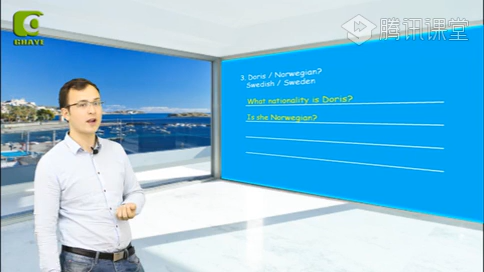 GHAYE
腾讯课堂
3. Doris / Norwegian?
Swedish / Sweden
What nationality is Doris?
Is she Norwegian?